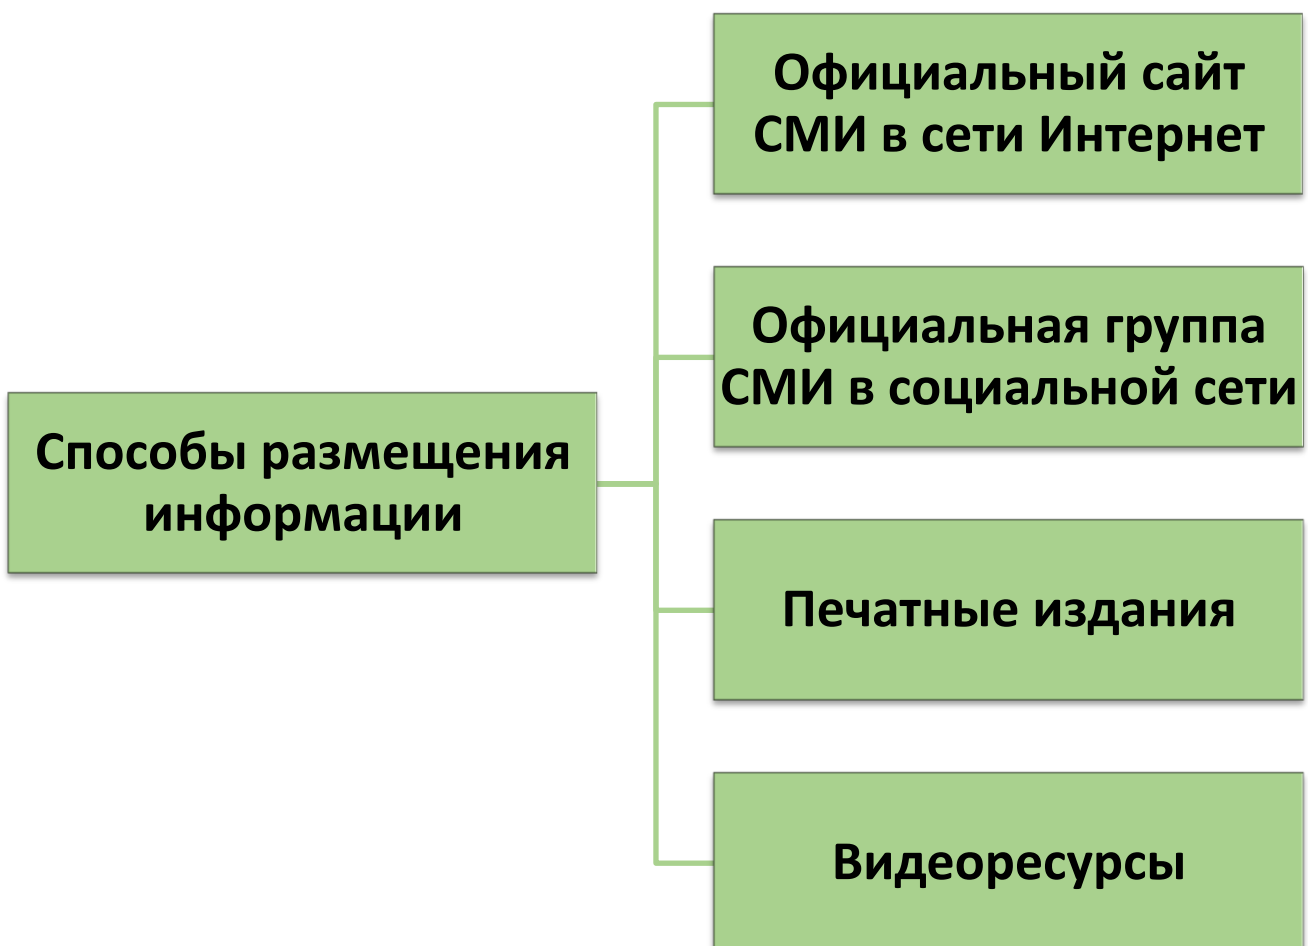 Способы размещения
информации
Официальный сайт
СМИ в сети Интернет
Официальная группа
СМИ в социальной сети
Печатные издания
Видеоресурсы